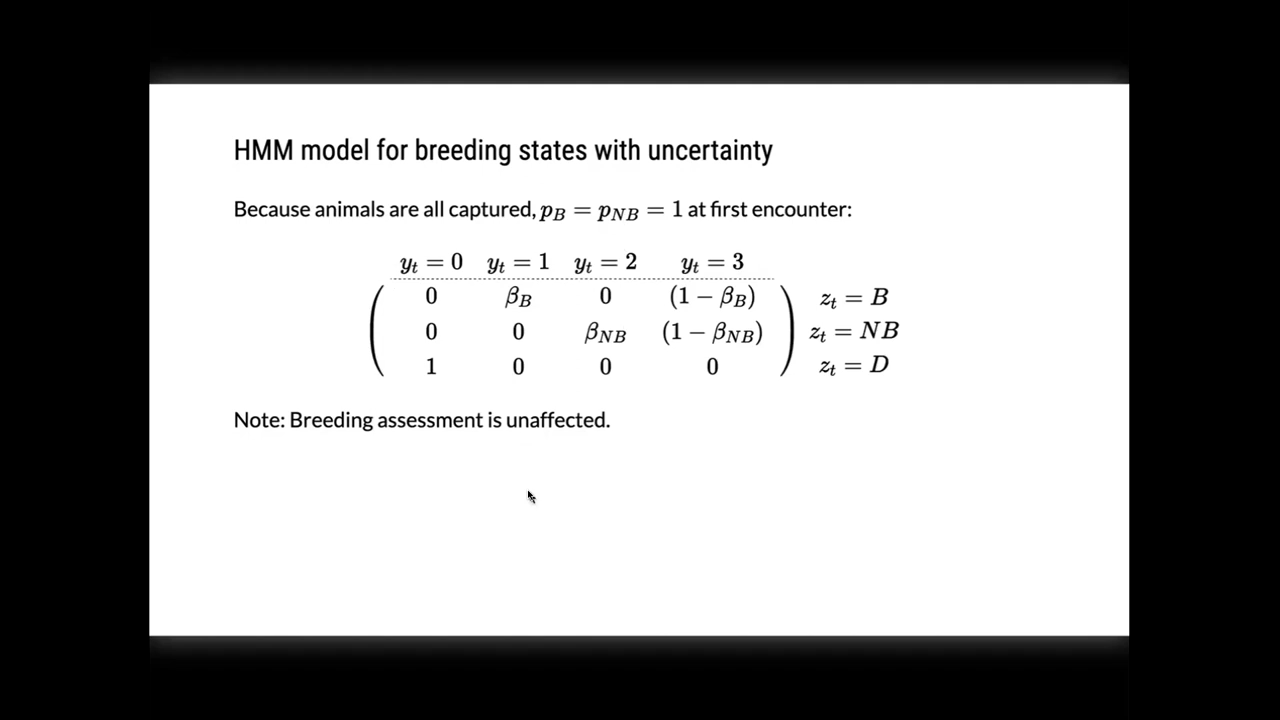 HMM model for breeding states with uncertainty
Because animals are all captured, p_B = p_NB = 1 at first encounter:
y_t = 0 y_t = 1 y_t = 2 y_t = 3
0 β_B 0 (1 − β_B) z_t = B
0 0 β_NB (1 − β_NB) z_t = NB
1 0 0 0 z_t = D
Note: Breeding assessment is unaffected.